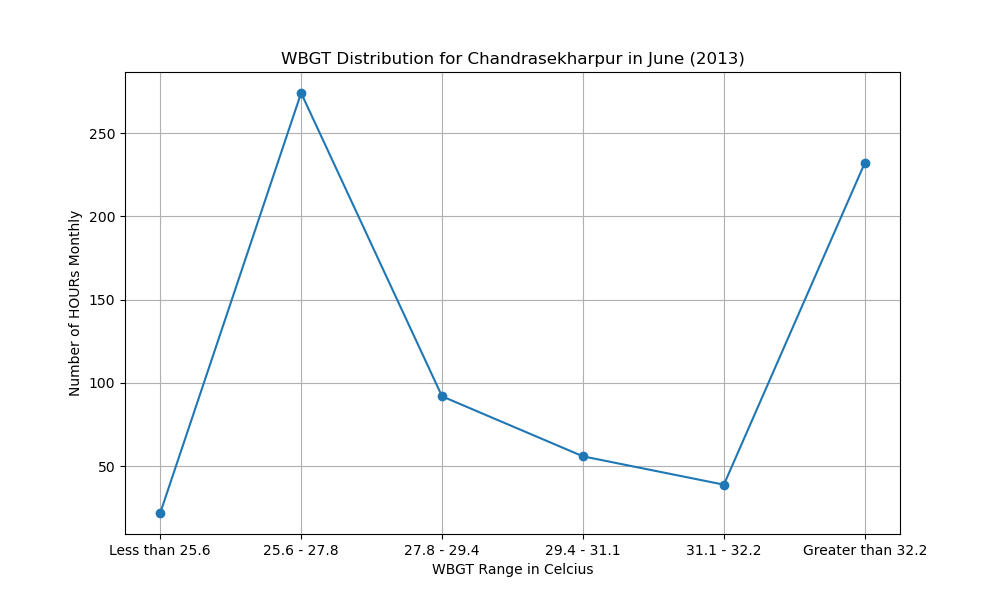 WBGT Distribution for Chandrasekharpur in June (2013)
Number of HOURs Monthly
250
200
150
100
50
Less than 25.6 25.6 - 27.8 27.8 - 29.4 29.4 - 31.1 31.1 - 32.2 Greater than 32.2
WBGT Range in Celcius